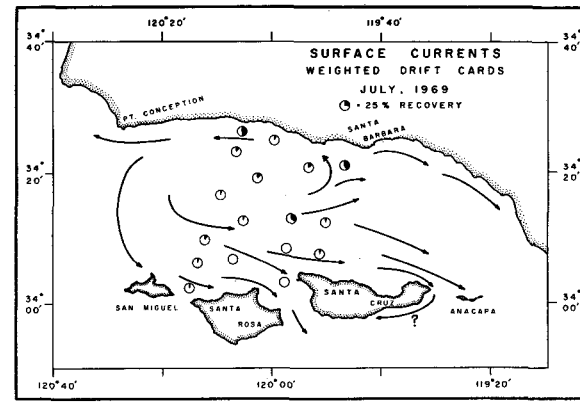 120°20' 119°40'
34° 40' 34° 40'
SURFACE CURRENTS
WEIGHTED DRIFT CARDS
JULY, 1969
= 25% RECOVERY
PT. CONCEPTION
SANTA BARBARA
34° 20' 34° 20'
34° 00' 34° 00'
SAN MIGUEL
SANTA ROSA
SANTA CRUZ
?
ANACAPA
120°40' 120°00' 119°20'